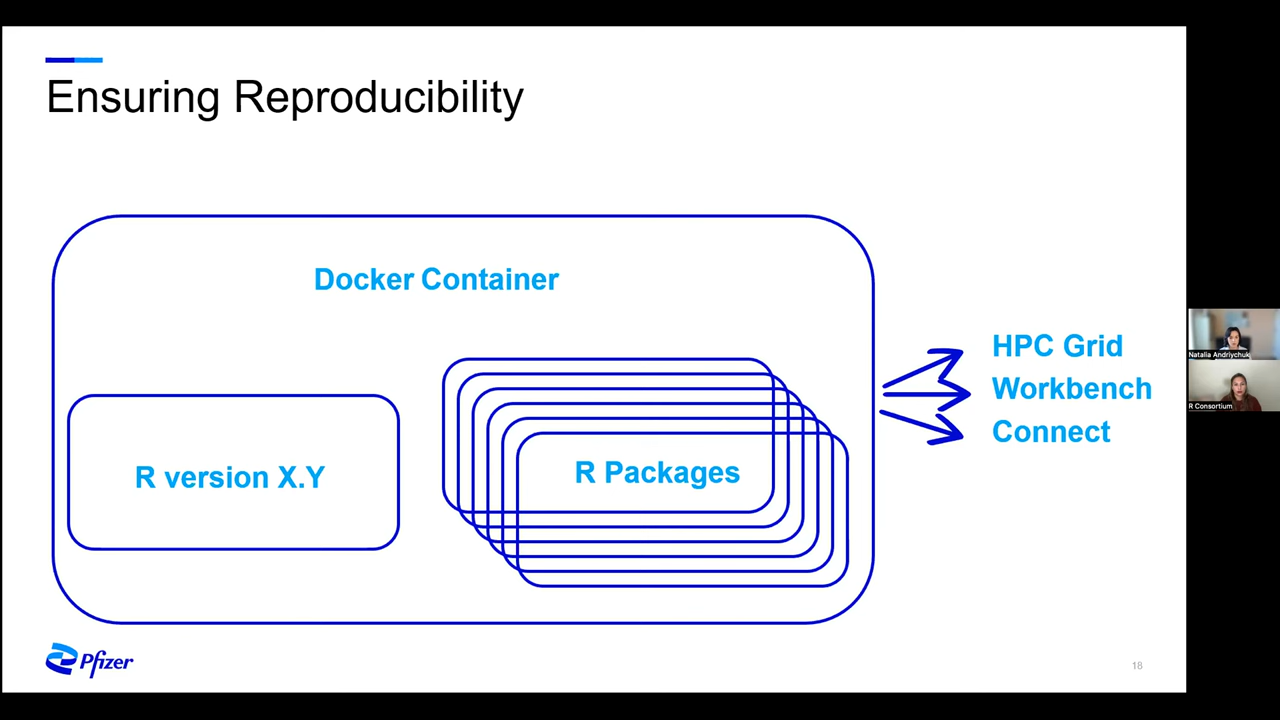 Ensuring Reproducibility
Docker Container
R version X.Y
R Packages
HPC Grid
Workbench
Connect
Natalia Andriychuk
R Consortium
Pfizer
18